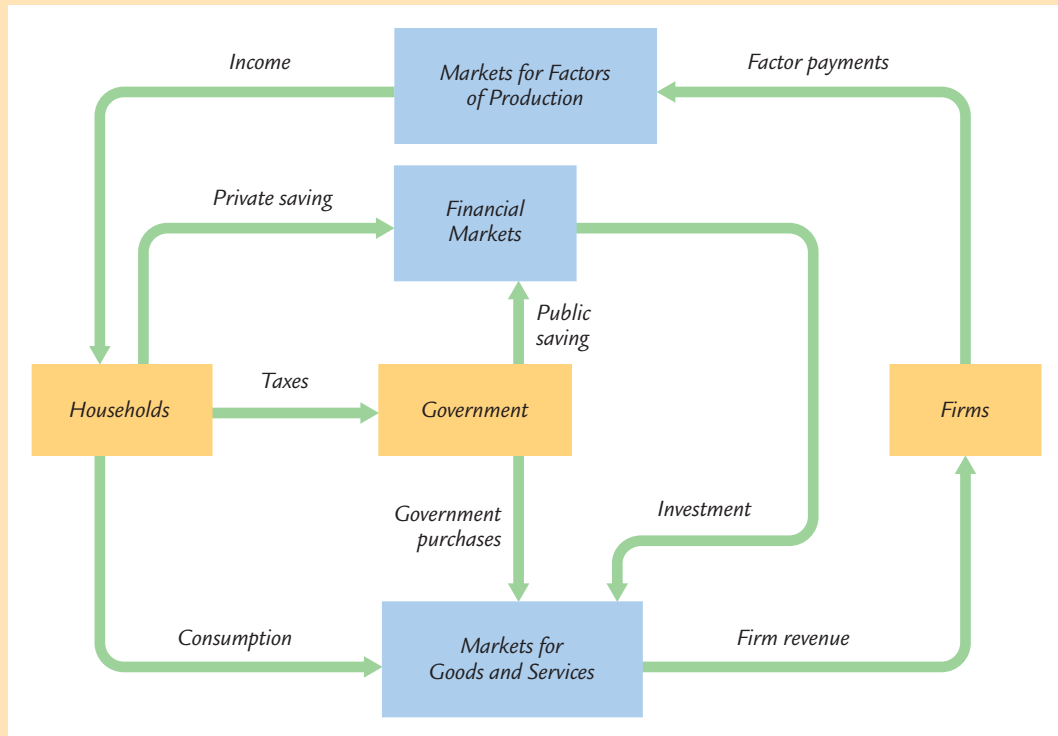 Income
Markets for Factors
of Production
Factor payments
Private saving
Financial
Markets
Public
saving
Households
Taxes
Government
Firms
Government
purchases
Investment
Consumption
Markets for
Goods and Services
Firm revenue